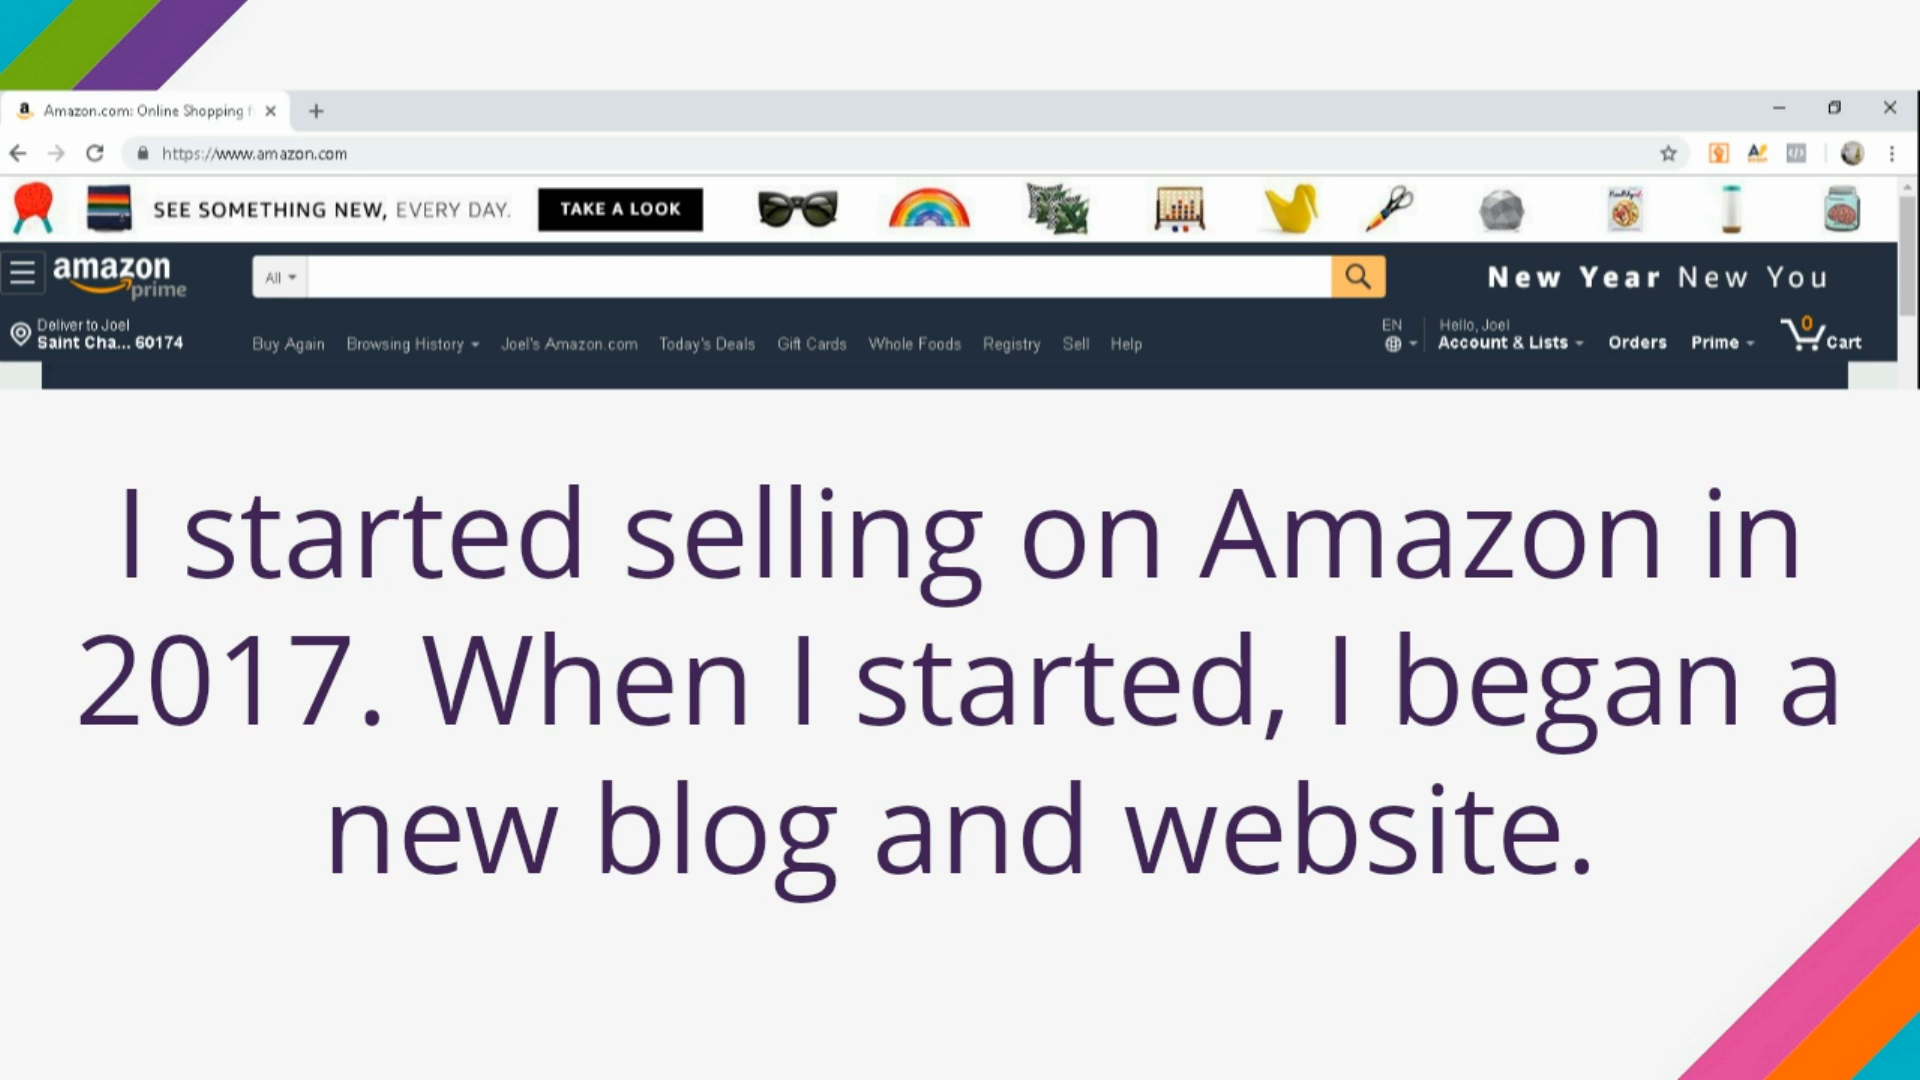 Amazon.com: Online Shopping f
https://www.amazon.com
SEE SOMETHING NEW, EVERY DAY. TAKE A LOOK
amazon prime
All
New Year New You
Deliver to Joel
Saint Cha... 60174
Buy Again Browsing History Joel's Amazon.com Today's Deals Gift Cards Whole Foods Registry Sell Help
EN
Hello, Joel
Account & Lists Orders Prime 0 Cart
I started selling on Amazon in
2017. When I started, I began a
new blog and website.